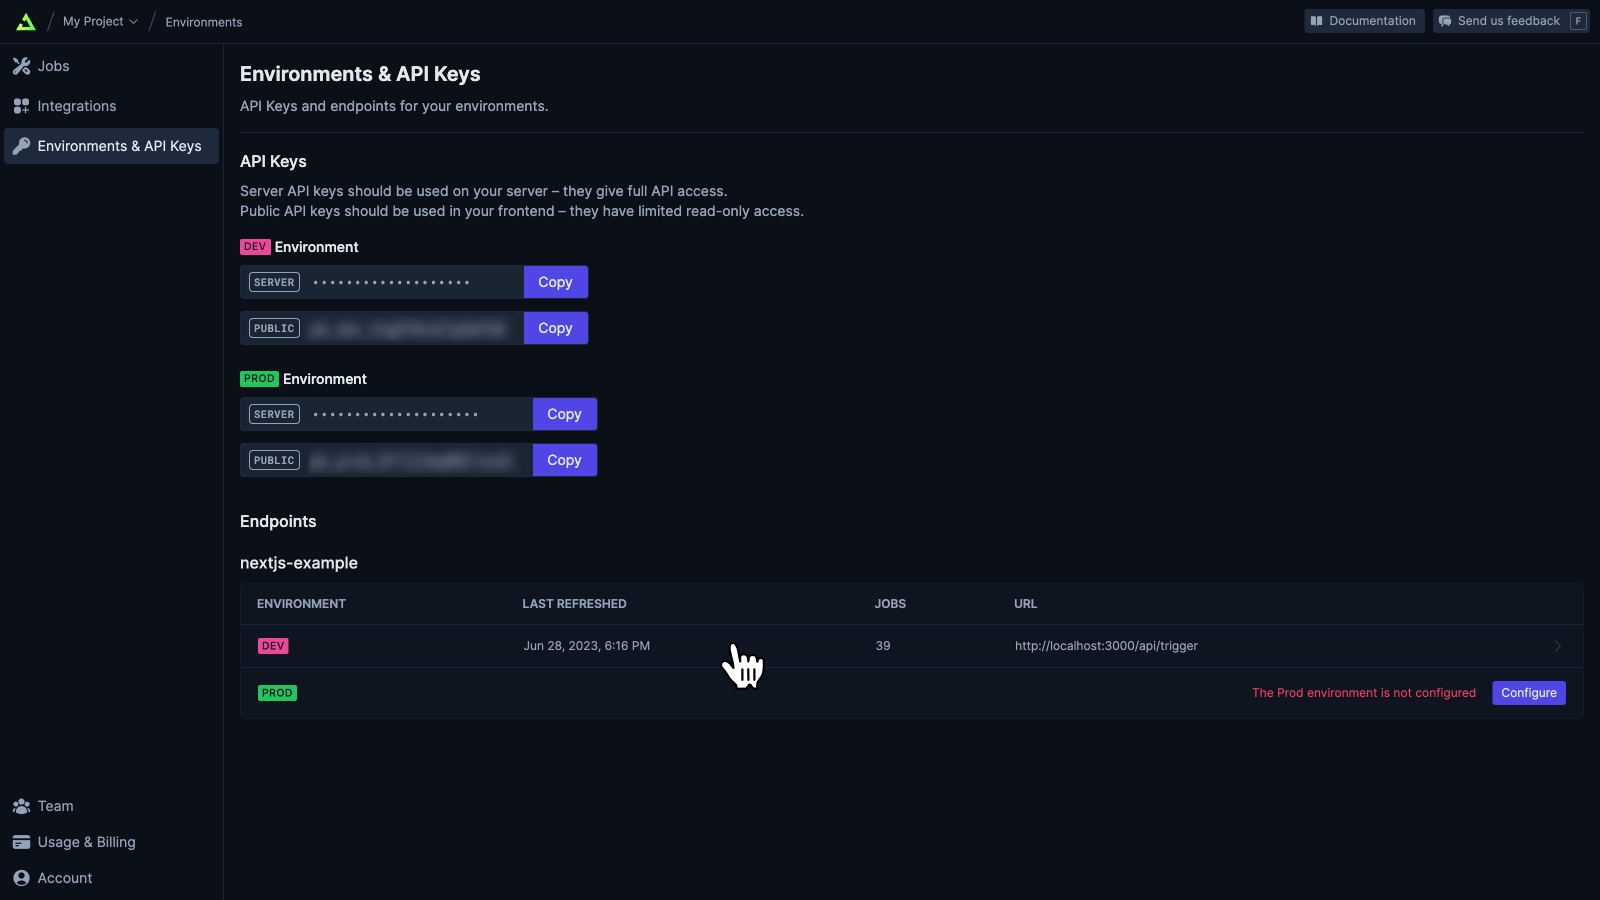 My Project
Environments
Documentation
Send us feedback F
Jobs
Integrations
Environments & API Keys
Environments & API Keys
API Keys and endpoints for your environments.
API Keys
Server API keys should be used on your server – they give full API access.
Public API keys should be used in your frontend – they have limited read-only access.
DEV Environment
SERVER •••••••••••••••••••  Copy
PUBLIC Copy
PROD Environment
SERVER •••••••••••••••••••• Copy
PUBLIC Copy
Endpoints
nextjs-example
ENVIRONMENT LAST REFRESHED JOBS URL
DEV Jun 28, 2023, 6:16 PM 39 http://localhost:3000/api/trigger
PROD The Prod environment is not configured Configure
Team
Usage & Billing
Account